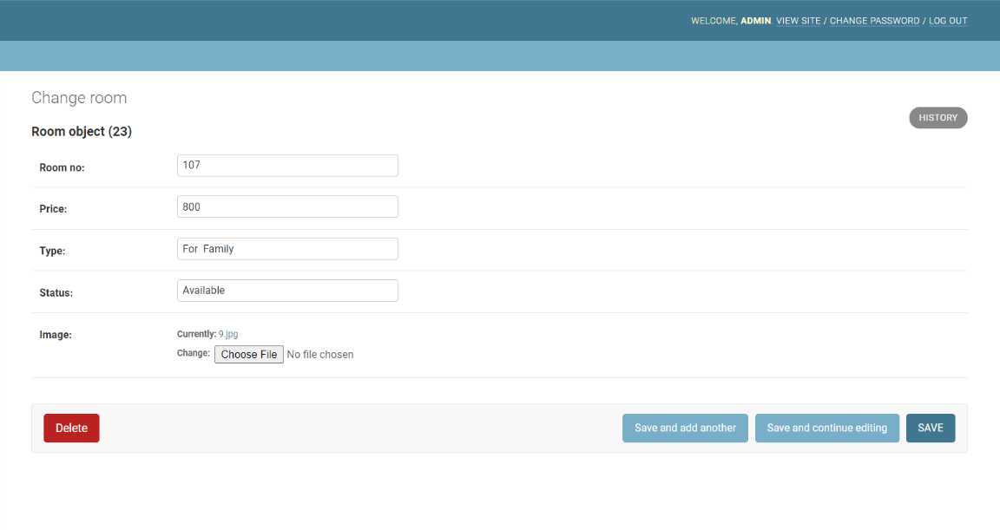 WELCOME, ADMIN. VIEW SITE / CHANGE PASSWORD / LOG OUT
Change room
HISTORY
Room object (23)
Room no: 107
Price: 800
Type: For  Family
Status: Available
Image: Currently: 9.jpg
Change: Choose File No file chosen
Delete Save and add another Save and continue editing SAVE